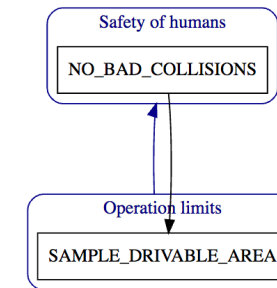 Safety of humans
NO_BAD_COLLISIONS
Operation limits
SAMPLE_DRIVABLE_AREA